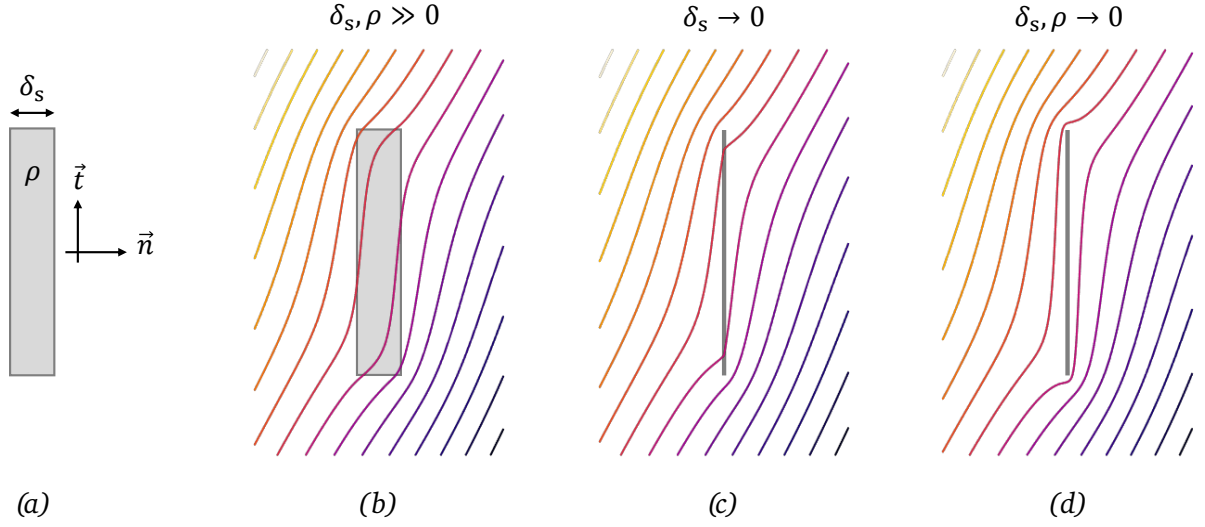 δₛ, ρ ≫ 0
δₛ → 0
δₛ, ρ → 0
δₛ
ρ
t⃗
n⃗
(a)
(b)
(c)
(d)